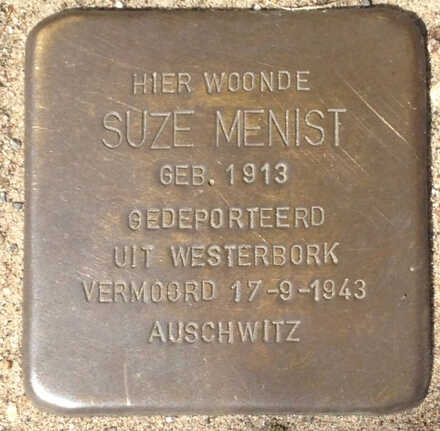 HIER WOONDE
SUZE MENIST
GEB. 1913
GEDEPORTEERD
UIT WESTERBORK
VERMOORD 17-9-1943
AUSCHWITZ